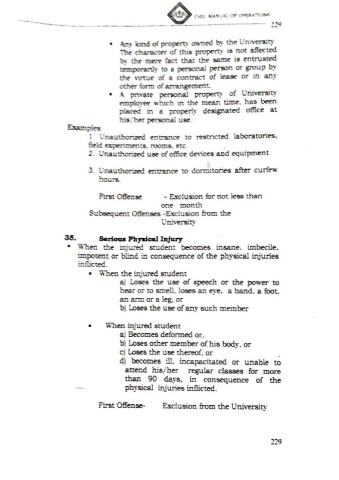 CHSI MANUAL OF OPERATIONS
229
• Any kind of property owned by the University
The character of this property is not affected
by the mere fact that the same is entrusted
temporarily to a personal person or group by
the virtue of a contract of lease or in any
other form of arrangement.
• A private personal property of University
employee which in the mean time, has been
placed in a properly designated office at
his/her personal use.
Examples:
1. Unauthorized entrance to restricted laboratories,
field experiments, rooms, etc.
2. Unauthorized use of office devices and equipment
3. Unauthorized entrance to dormitories after curfew
hours.
First Offense - Exclusion for not less than
one month
Subsequent Offenses -Exclusion from the
University
38. Serious Physical Injury
• When the injured student becomes insane, imbecile,
impotent or blind in consequence of the physical injuries
inflicted.
• When the injured student
a) Loses the use of speech or the power to
hear or to smell, loses an eye, a hand, a foot,
an arm or a leg, or
b) Loses the use of any such member
• When injured student
a) Becomes deformed or,
b) Loses other member of his body, or
c) Loses the use thereof, or
d) becomes ill, incapacitated or unable to
attend his/her regular classes for more
than 90 days, in consequence of the
physical injuries inflicted.
First Offense- Exclusion from the University
229